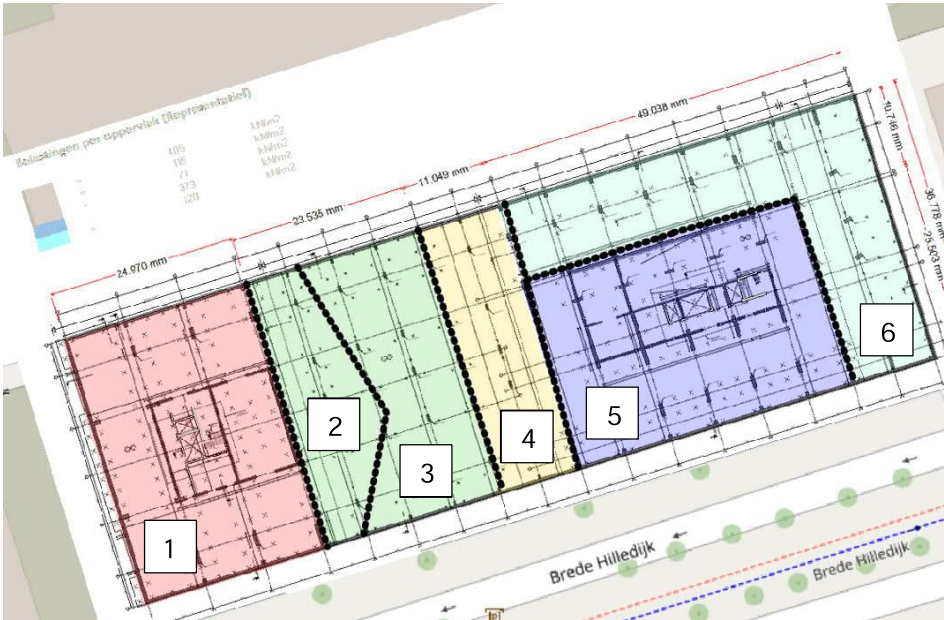 Belastingen per oppervlak (Representatief)
405 kN/m2
115 kN/m2
71 kN/m2
373 kN/m2
120
24.970 mm
23.535 mm
11.049 mm
49.038 mm
10.746 mm
36.778 mm
25.503 mm
1
2
3
4
5
6
Brede Hilledijk
Brede Hilledijk